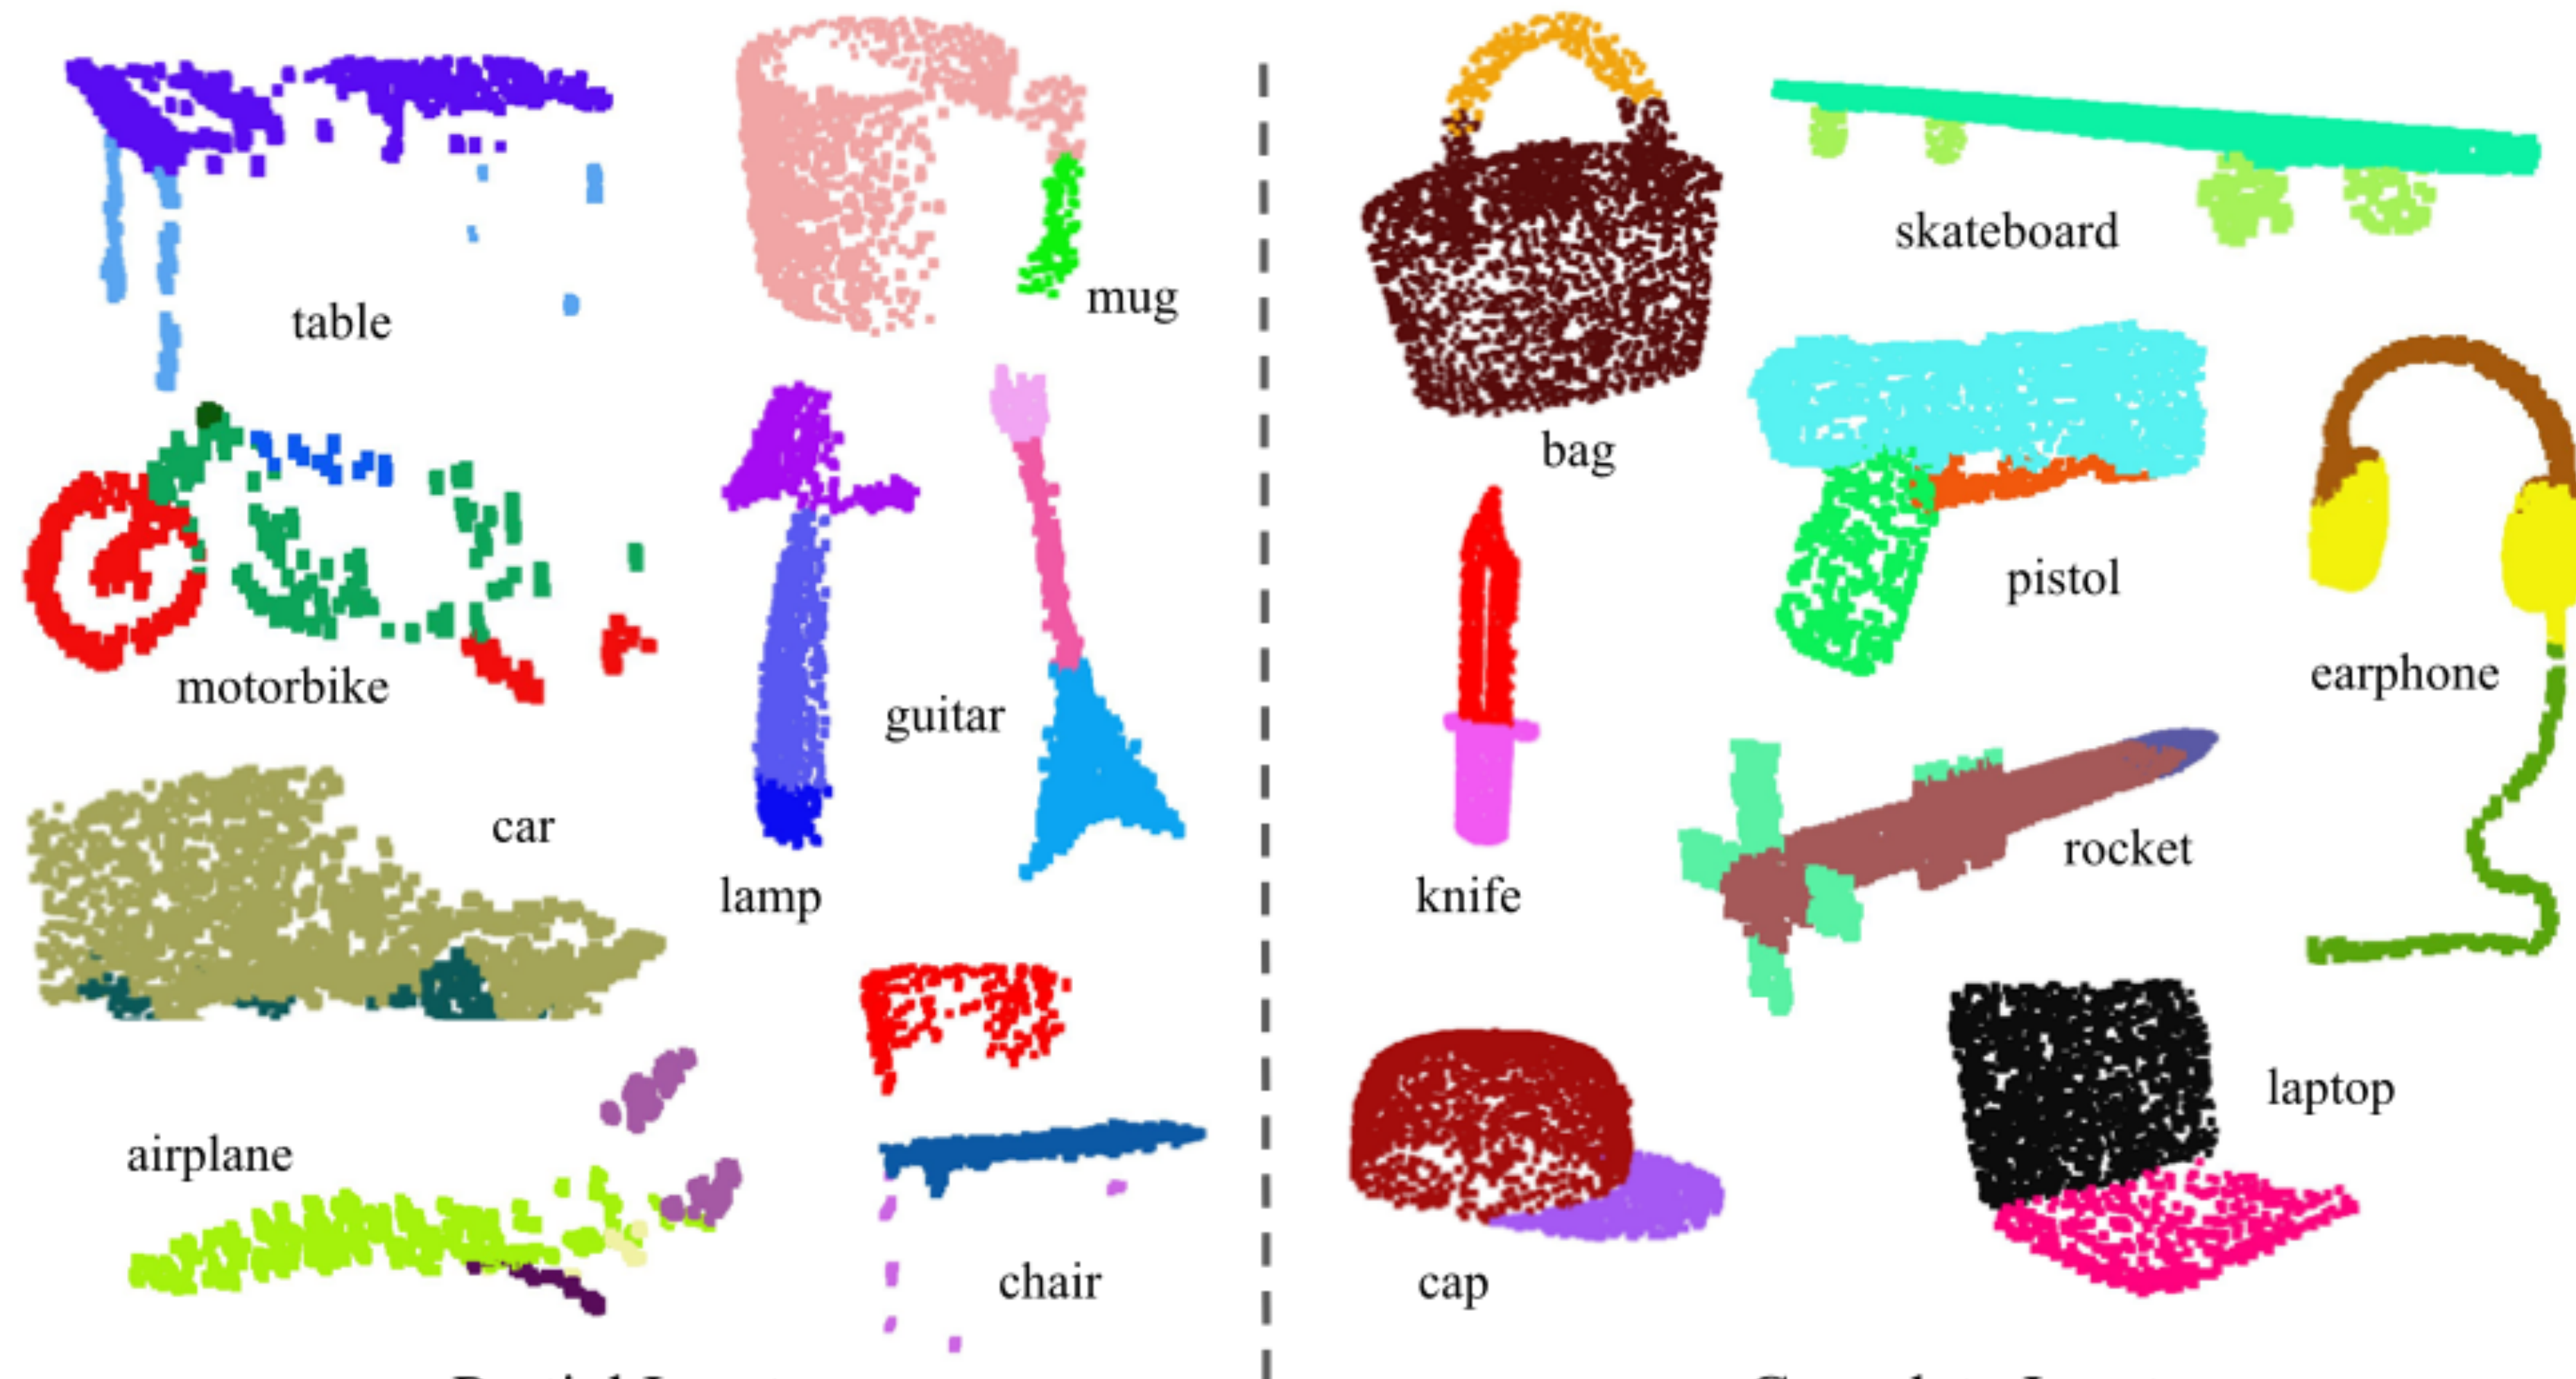 table
mug
motorbike
guitar
car
lamp
airplane
chair
bag
skateboard
pistol
earphone
knife
rocket
cap
laptop